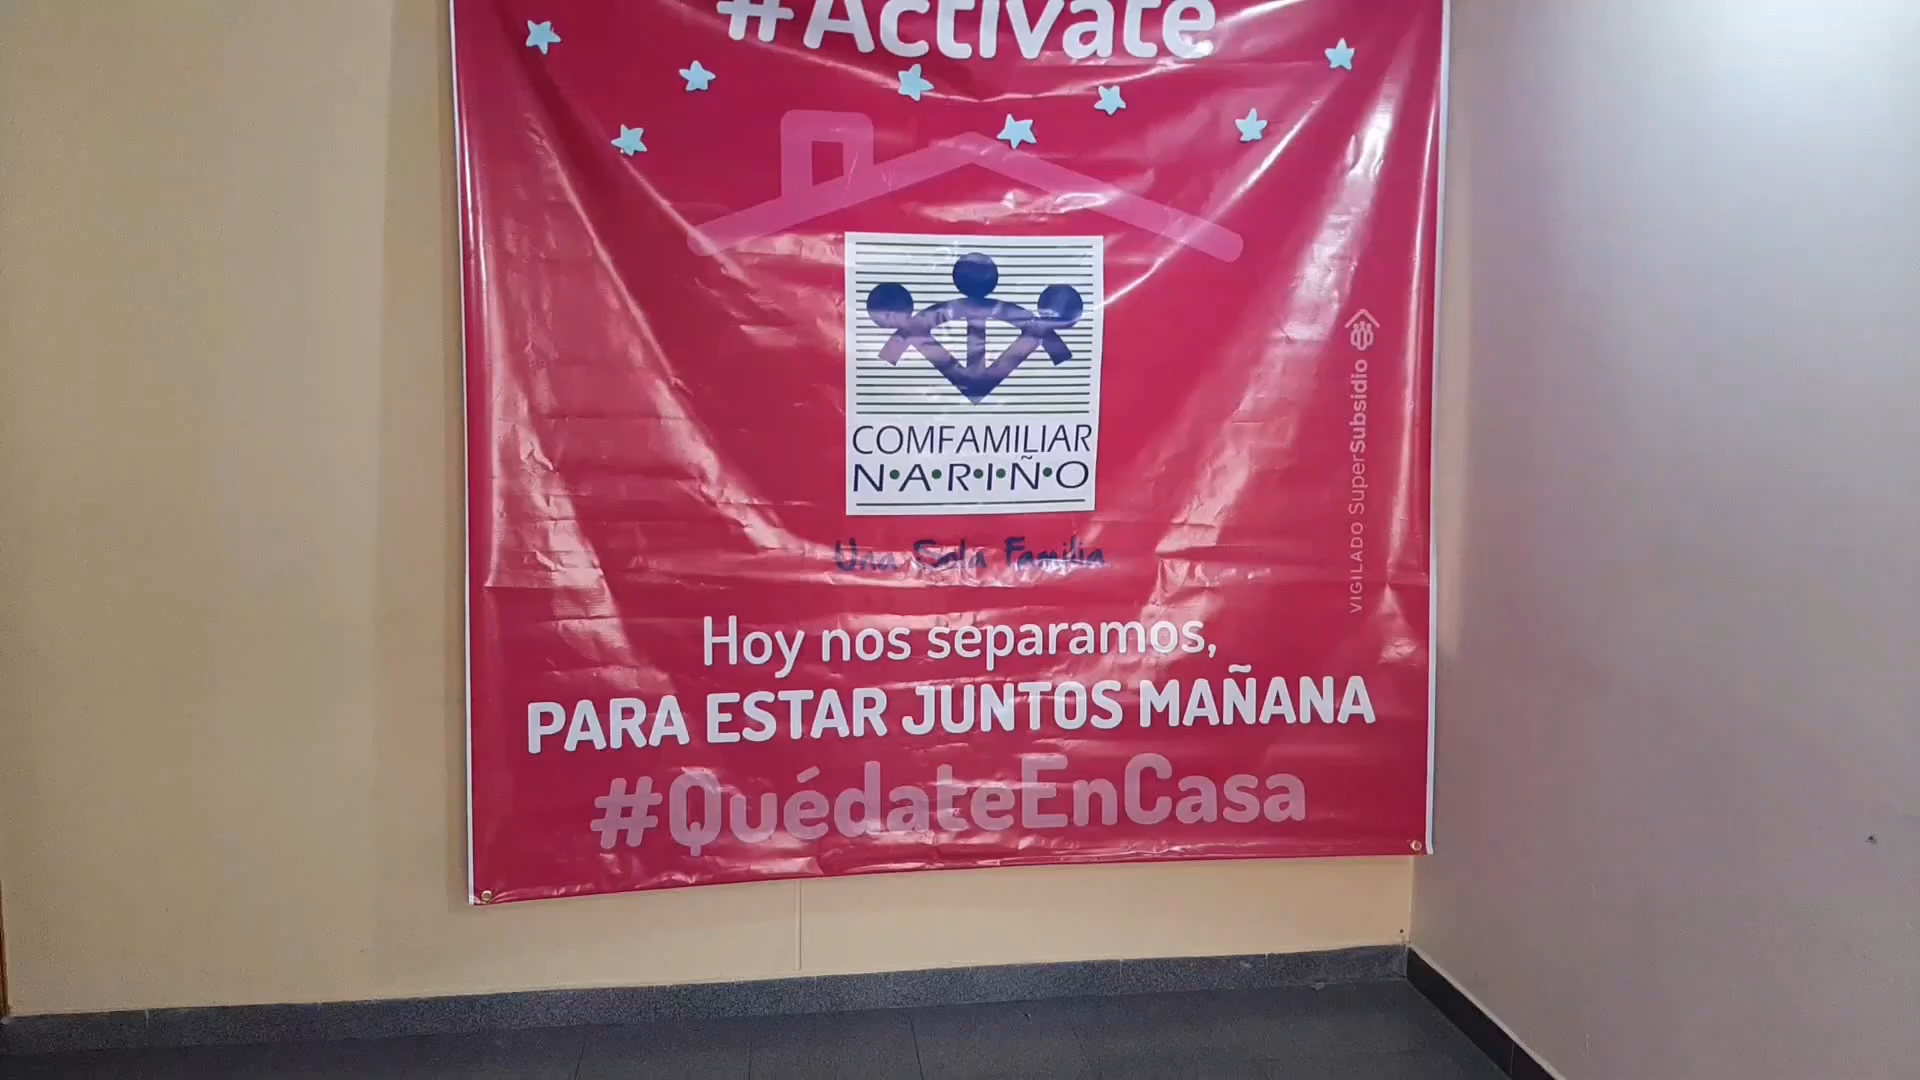 #Actívate
COMFAMILIAR
N•A•R•I•Ñ•O
Una Sola Familia
VIGILADO SuperSubsidio
Hoy nos separamos,
PARA ESTAR JUNTOS MAÑANA
#QuédateEnCasa